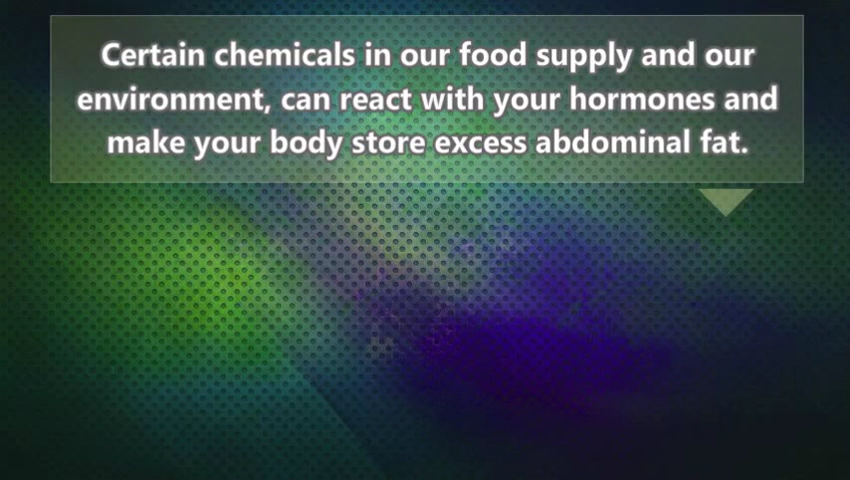 Certain chemicals in our food supply and our
environment, can react with your hormones and
make your body store excess abdominal fat.